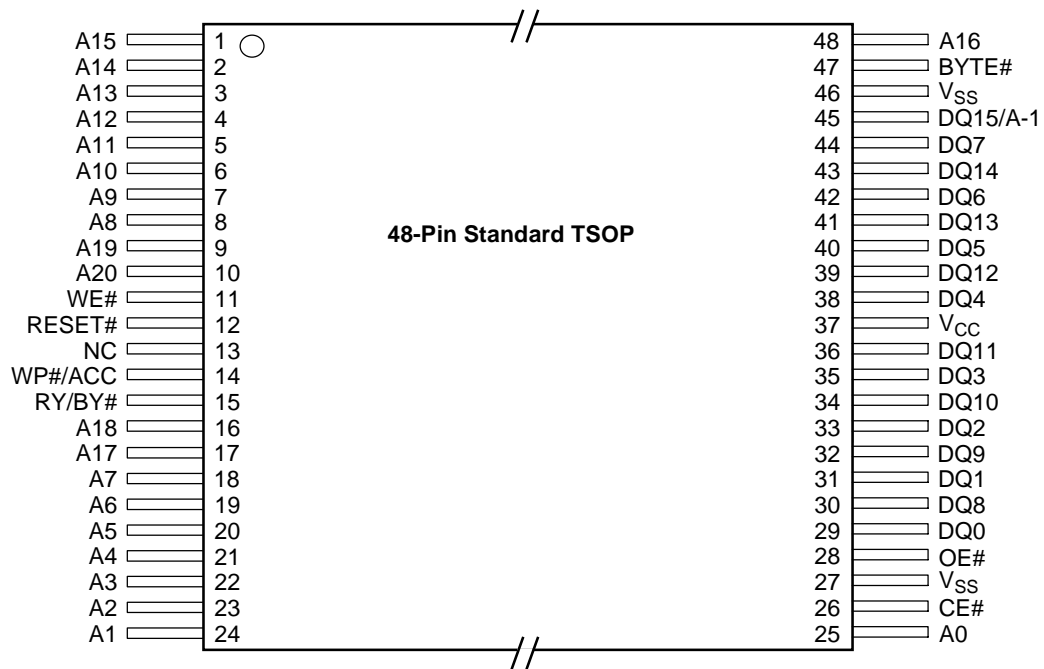 A15 1 48 A16
A14 2 47 BYTE#
A13 3 46 VSS
A12 4 45 DQ15/A-1
A11 5 44 DQ7
A10 6 43 DQ14
A9 7 42 DQ6
A8 8 41 DQ13
48-Pin Standard TSOP
A19 9 40 DQ5
A20 10 39 DQ12
WE# 11 38 DQ4
RESET# 12 37 VCC
NC 13 36 DQ11
WP#/ACC 14 35 DQ3
RY/BY# 15 34 DQ10
A18 16 33 DQ2
A17 17 32 DQ9
A7 18 31 DQ1
A6 19 30 DQ8
A5 20 29 DQ0
A4 21 28 OE#
A3 22 27 VSS
A2 23 26 CE#
A1 24 25 A0